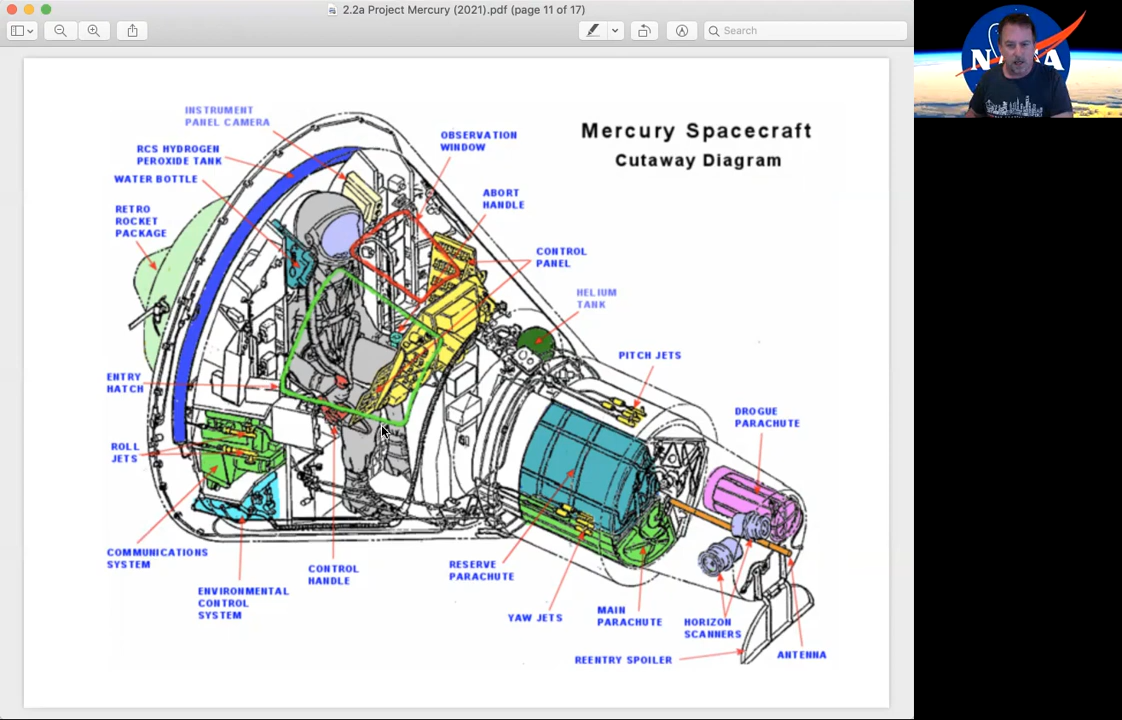 2.2a Project Mercury (2021).pdf (page 11 of 17)
Search
NASA
Mercury Spacecraft
Cutaway Diagram
INSTRUMENT
PANEL CAMERA
RCS HYDROGEN
PEROXIDE TANK
WATER BOTTLE
RETRO
ROCKET
PACKAGE
OBSERVATION
WINDOW
ABORT
HANDLE
CONTROL
PANEL
HELIUM
TANK
PITCH JETS
DROGUE
PARACHUTE
ENTRY
HATCH
ROLL
JETS
COMMUNICATIONS
SYSTEM
ENVIRONMENTAL
CONTROL
SYSTEM
CONTROL
HANDLE
RESERVE
PARACHUTE
YAW JETS
MAIN
PARACHUTE
HORIZON
SCANNERS
REENTRY SPOILER
ANTENNA